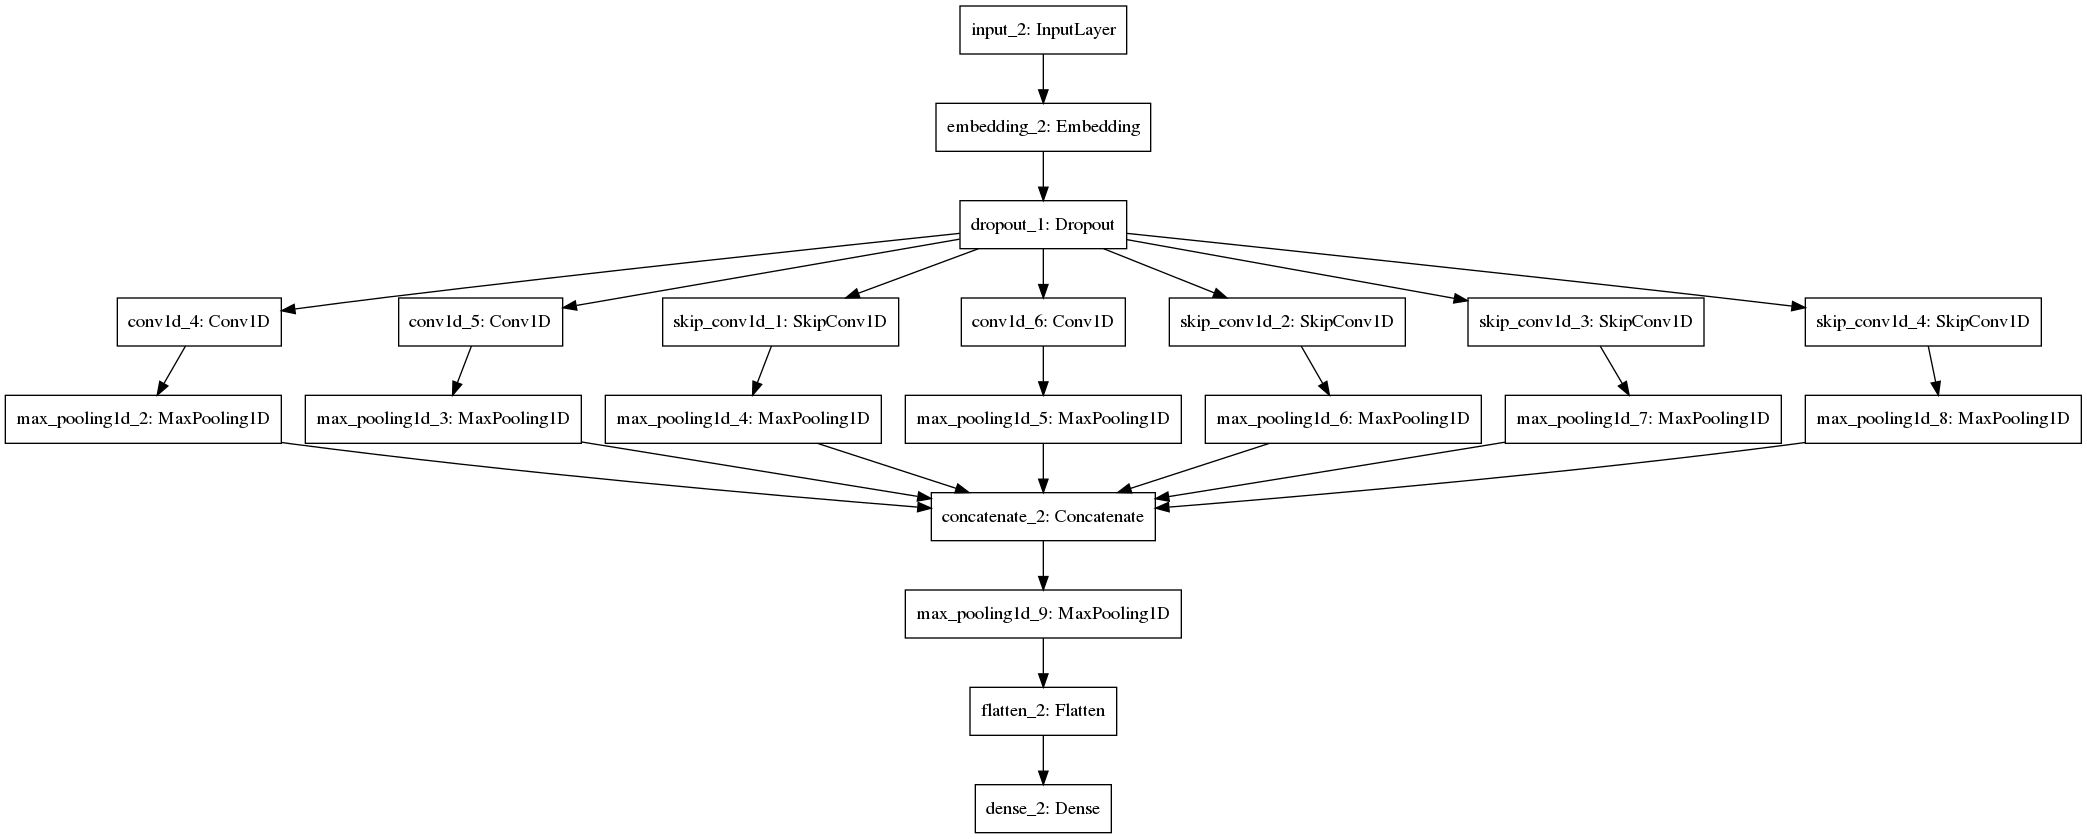 input_2: InputLayer
embedding_2: Embedding
dropout_1: Dropout
conv1d_4: Conv1D
conv1d_5: Conv1D
skip_conv1d_1: SkipConv1D
conv1d_6: Conv1D
skip_conv1d_2: SkipConv1D
skip_conv1d_3: SkipConv1D
skip_conv1d_4: SkipConv1D
max_pooling1d_2: MaxPooling1D
max_pooling1d_3: MaxPooling1D
max_pooling1d_4: MaxPooling1D
max_pooling1d_5: MaxPooling1D
max_pooling1d_6: MaxPooling1D
max_pooling1d_7: MaxPooling1D
max_pooling1d_8: MaxPooling1D
concatenate_2: Concatenate
max_pooling1d_9: MaxPooling1D
flatten_2: Flatten
dense_2: Dense